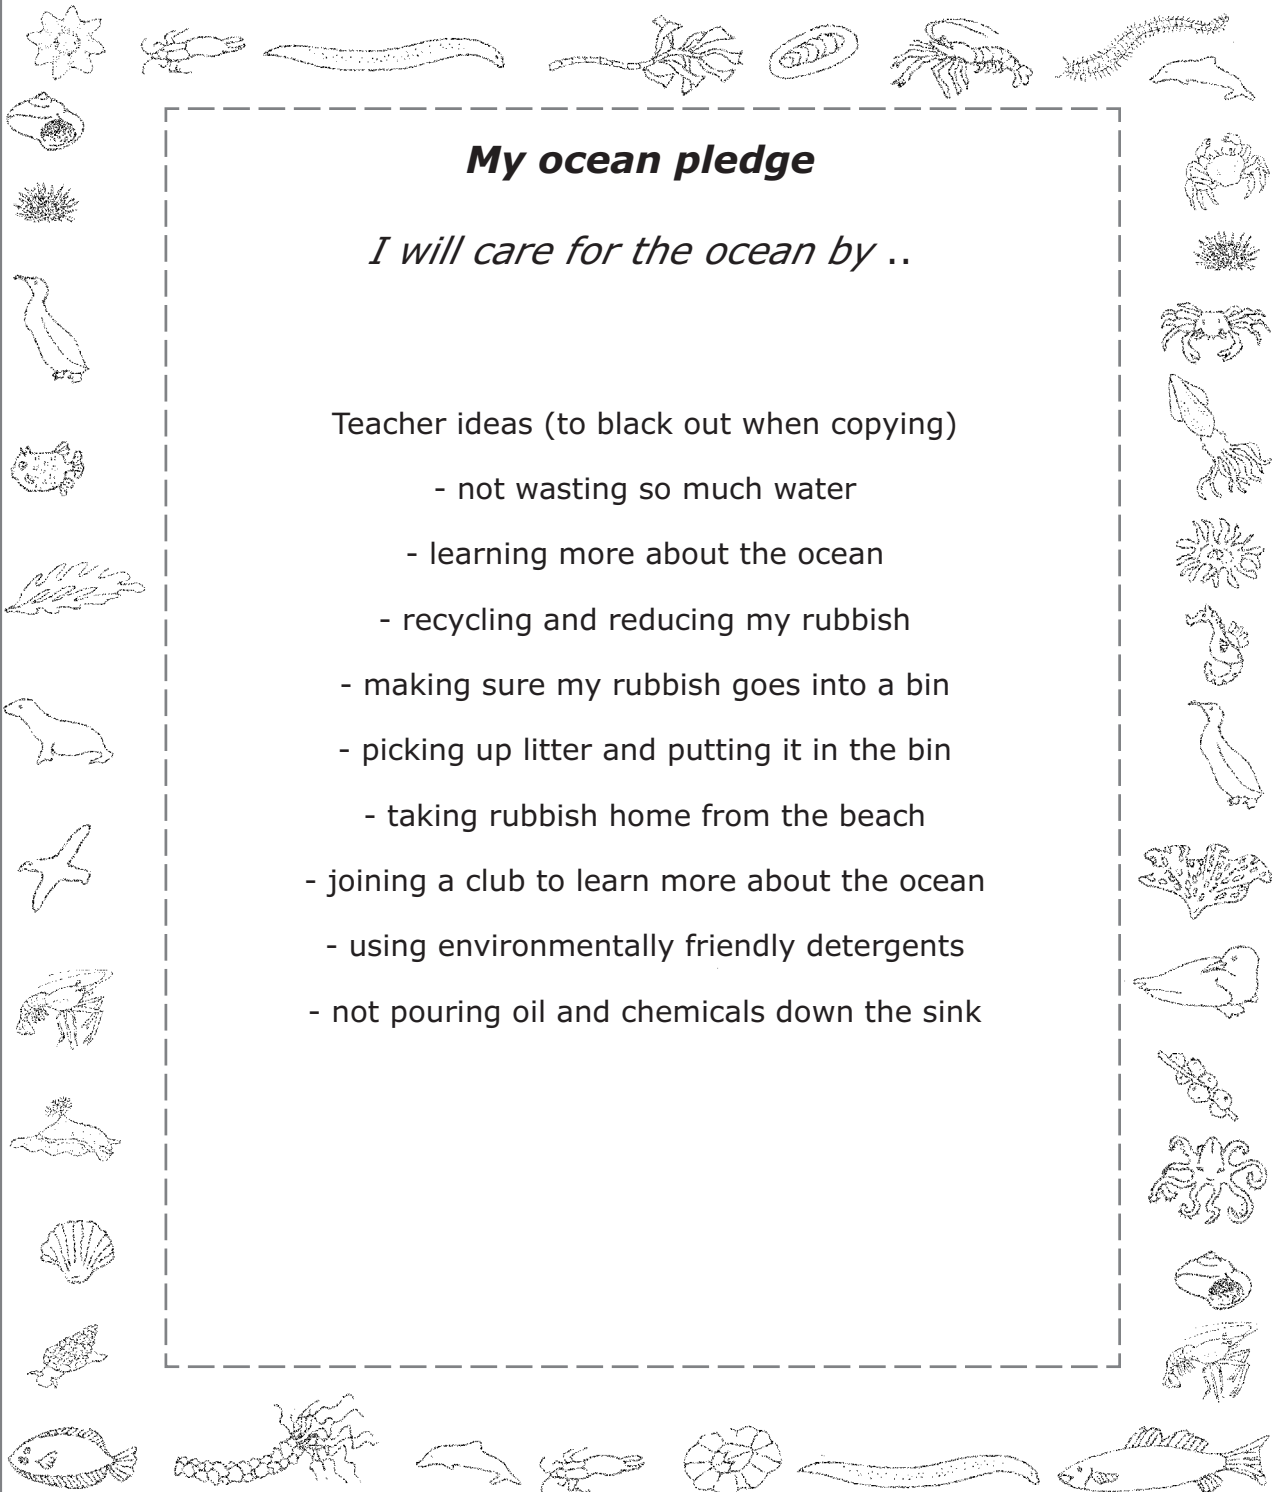 My ocean pledge
I will care for the ocean by ..
Teacher ideas (to black out when copying)
- not wasting so much water
- learning more about the ocean
- recycling and reducing my rubbish
- making sure my rubbish goes into a bin
- picking up litter and putting it in the bin
- taking rubbish home from the beach
- joining a club to learn more about the ocean
- using environmentally friendly detergents
- not pouring oil and chemicals down the sink